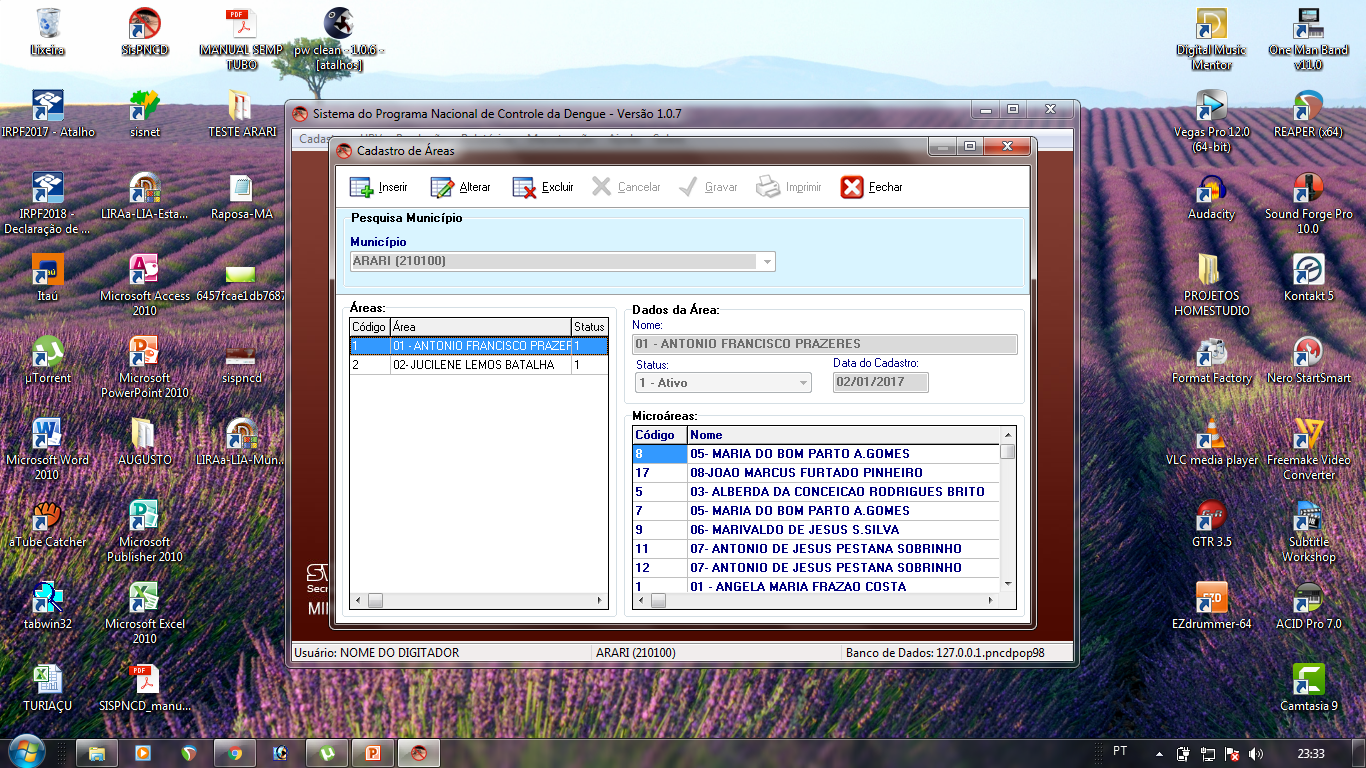 Lixeira
SisPNCD
MANUAL SEMP TUBO
pw clean - 1.0.6 - [atalhos]
Digital Music Mentor
One Man Band v11.0
IRPF2017 - Atalho
sisnet
TESTE ARARI
Vegas Pro 12.0 (64-bit)
REAPER (x64)
IRPF2018 - Declaração de ...
LIRAa-LIA-Esta...
Raposa-MA
Audacity
Sound Forge Pro 10.0
Itaú
Microsoft Access 2010
6457fcae1db7687
PROJETOS HOMESTUDIO
Kontakt 5
µTorrent
Microsoft PowerPoint 2010
sispncd
Format Factory
Nero StartSmart
Microsoft Word 2010
AUGUSTO
LIRAa-LIA-Mun...
VLC media player
Freemake Video Converter
aTube Catcher
Microsoft Publisher 2010
GTR 3.5
Subtitle Workshop
tabwin32
Microsoft Excel 2010
EZdrummer-64
ACID Pro 7.0
TURIAÇU
SISPNCD_manu...
Camtasia 9
Sistema do Programa Nacional de Controle da Dengue - Versão 1.0.7
Cadastro de Áreas
Inserir Alterar Excluir Cancelar Gravar Imprimir Fechar
Pesquisa Município
Município
ARARI (210100)
Áreas:
Código Área Status
1 01 - ANTONIO FRANCISCO PRAZER 1
2 02- JUCILENE LEMOS BATALHA 1
Dados da Área:
Nome:
01 - ANTONIO FRANCISCO PRAZERES
Status: Data do Cadastro:
1 - Ativo 02/01/2017
Microáreas:
Código Nome
8 05- MARIA DO BOM PARTO A.GOMES
17 08-JOAO MARCUS FURTADO PINHEIRO
5 03- ALBERDA DA CONCEICAO RODRIGUES BRITO
7 05- MARIA DO BOM PARTO A.GOMES
9 06- MARIVALDO DE JESUS S.SILVA
11 07- ANTONIO DE JESUS PESTANA SOBRINHO
12 07- ANTONIO DE JESUS PESTANA SOBRINHO
1 01 - ANGELA MARIA FRAZAO COSTA
Secr
MII
Usuário: NOME DO DIGITADOR ARARI (210100) Banco de Dados: 127.0.0.1.pncdpop98
PT 23:33